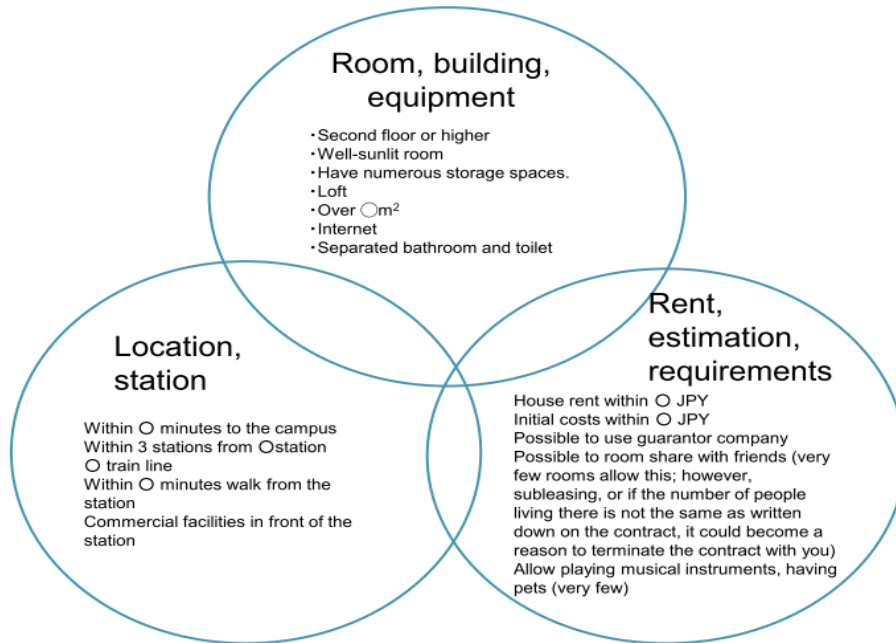 Room, building,
equipment
・Second floor or higher
・Well-sunlit room
・Have numerous storage spaces.
・Loft
・Over ◯m²
・Internet
・Separated bathroom and toilet
Location,
station
Within ○ minutes to the campus
Within 3 stations from ○station
○ train line
Within ○ minutes walk from the
station
Commercial facilities in front of the
station
Rent,
estimation,
requirements
House rent within ○ JPY
Initial costs within ○ JPY
Possible to use guarantor company
Possible to room share with friends (very
few rooms allow this; however,
subleasing, or if the number of people
living there is not the same as written
down on the contract, it could become a
reason to terminate the contract with you)
Allow playing musical instruments, having
pets (very few)